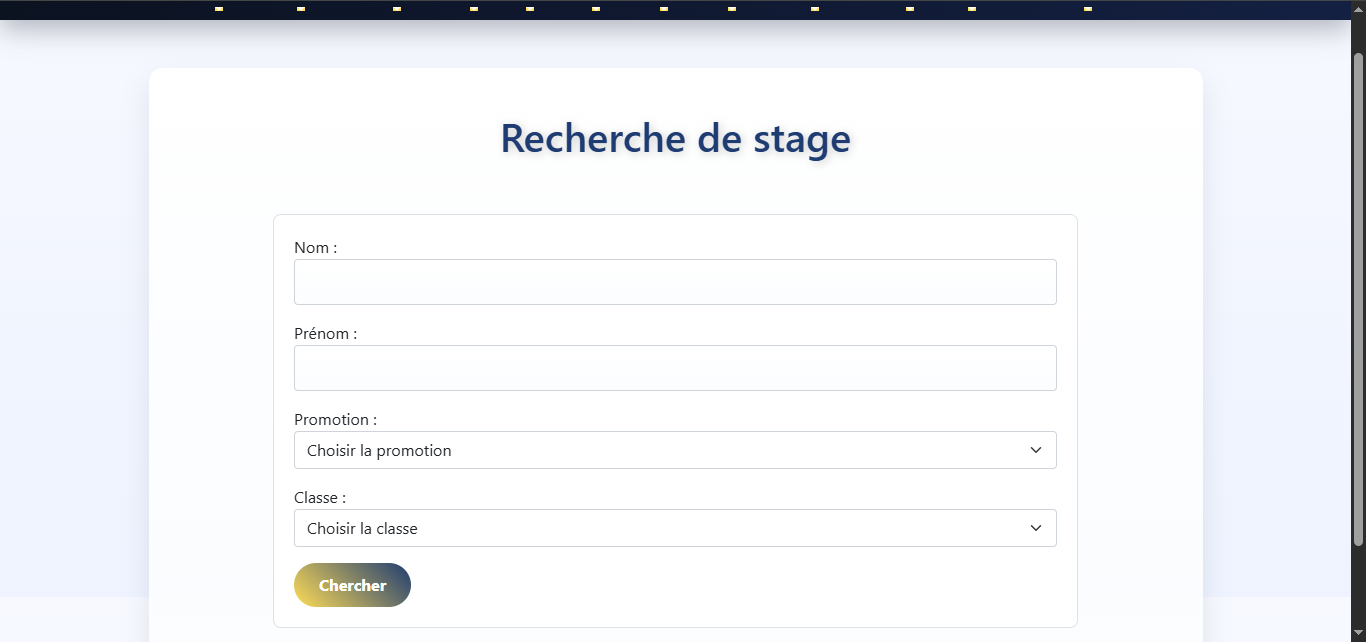 Recherche de stage
Nom :
Prénom :
Promotion :
Choisir la promotion
Classe :
Choisir la classe
Chercher